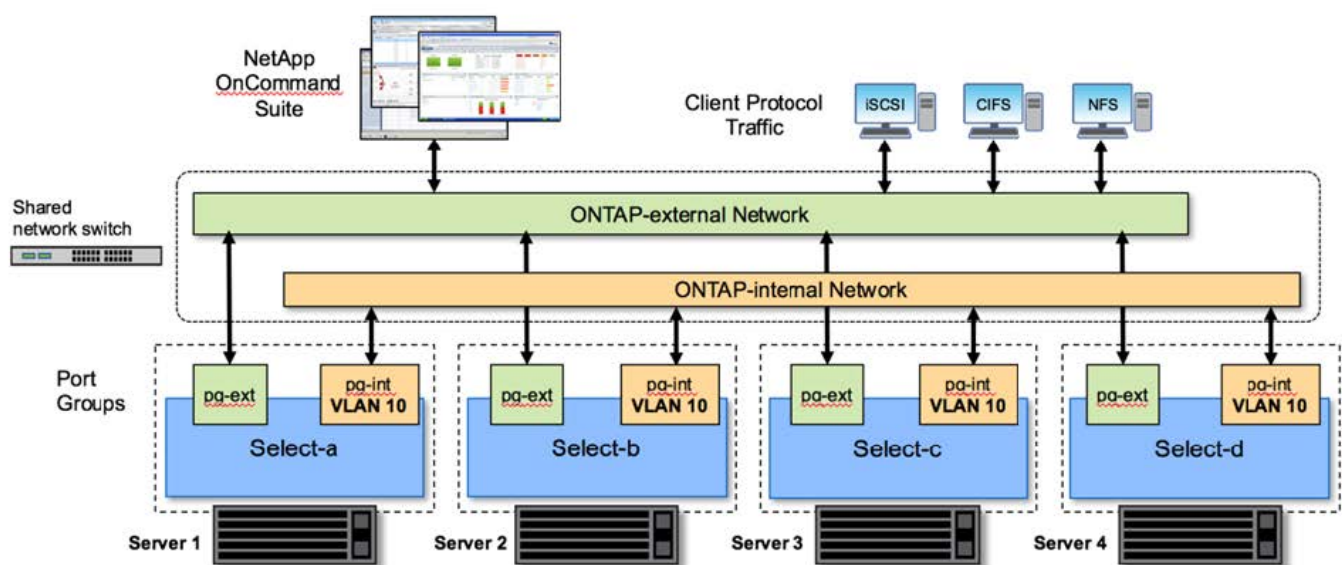 NetApp
OnCommand
Suite
Client Protocol
Traffic
iSCSI
CIFS
NFS
Shared
network switch
ONTAP-external Network
ONTAP-internal Network
Port
Groups
pg-ext
pg-int
VLAN 10
Select-a
pg-ext
pg-int
VLAN 10
Select-b
pg-ext
pg-int
VLAN 10
Select-c
pg-ext
pg-int
VLAN 10
Select-d
Server 1
Server 2
Server 3
Server 4